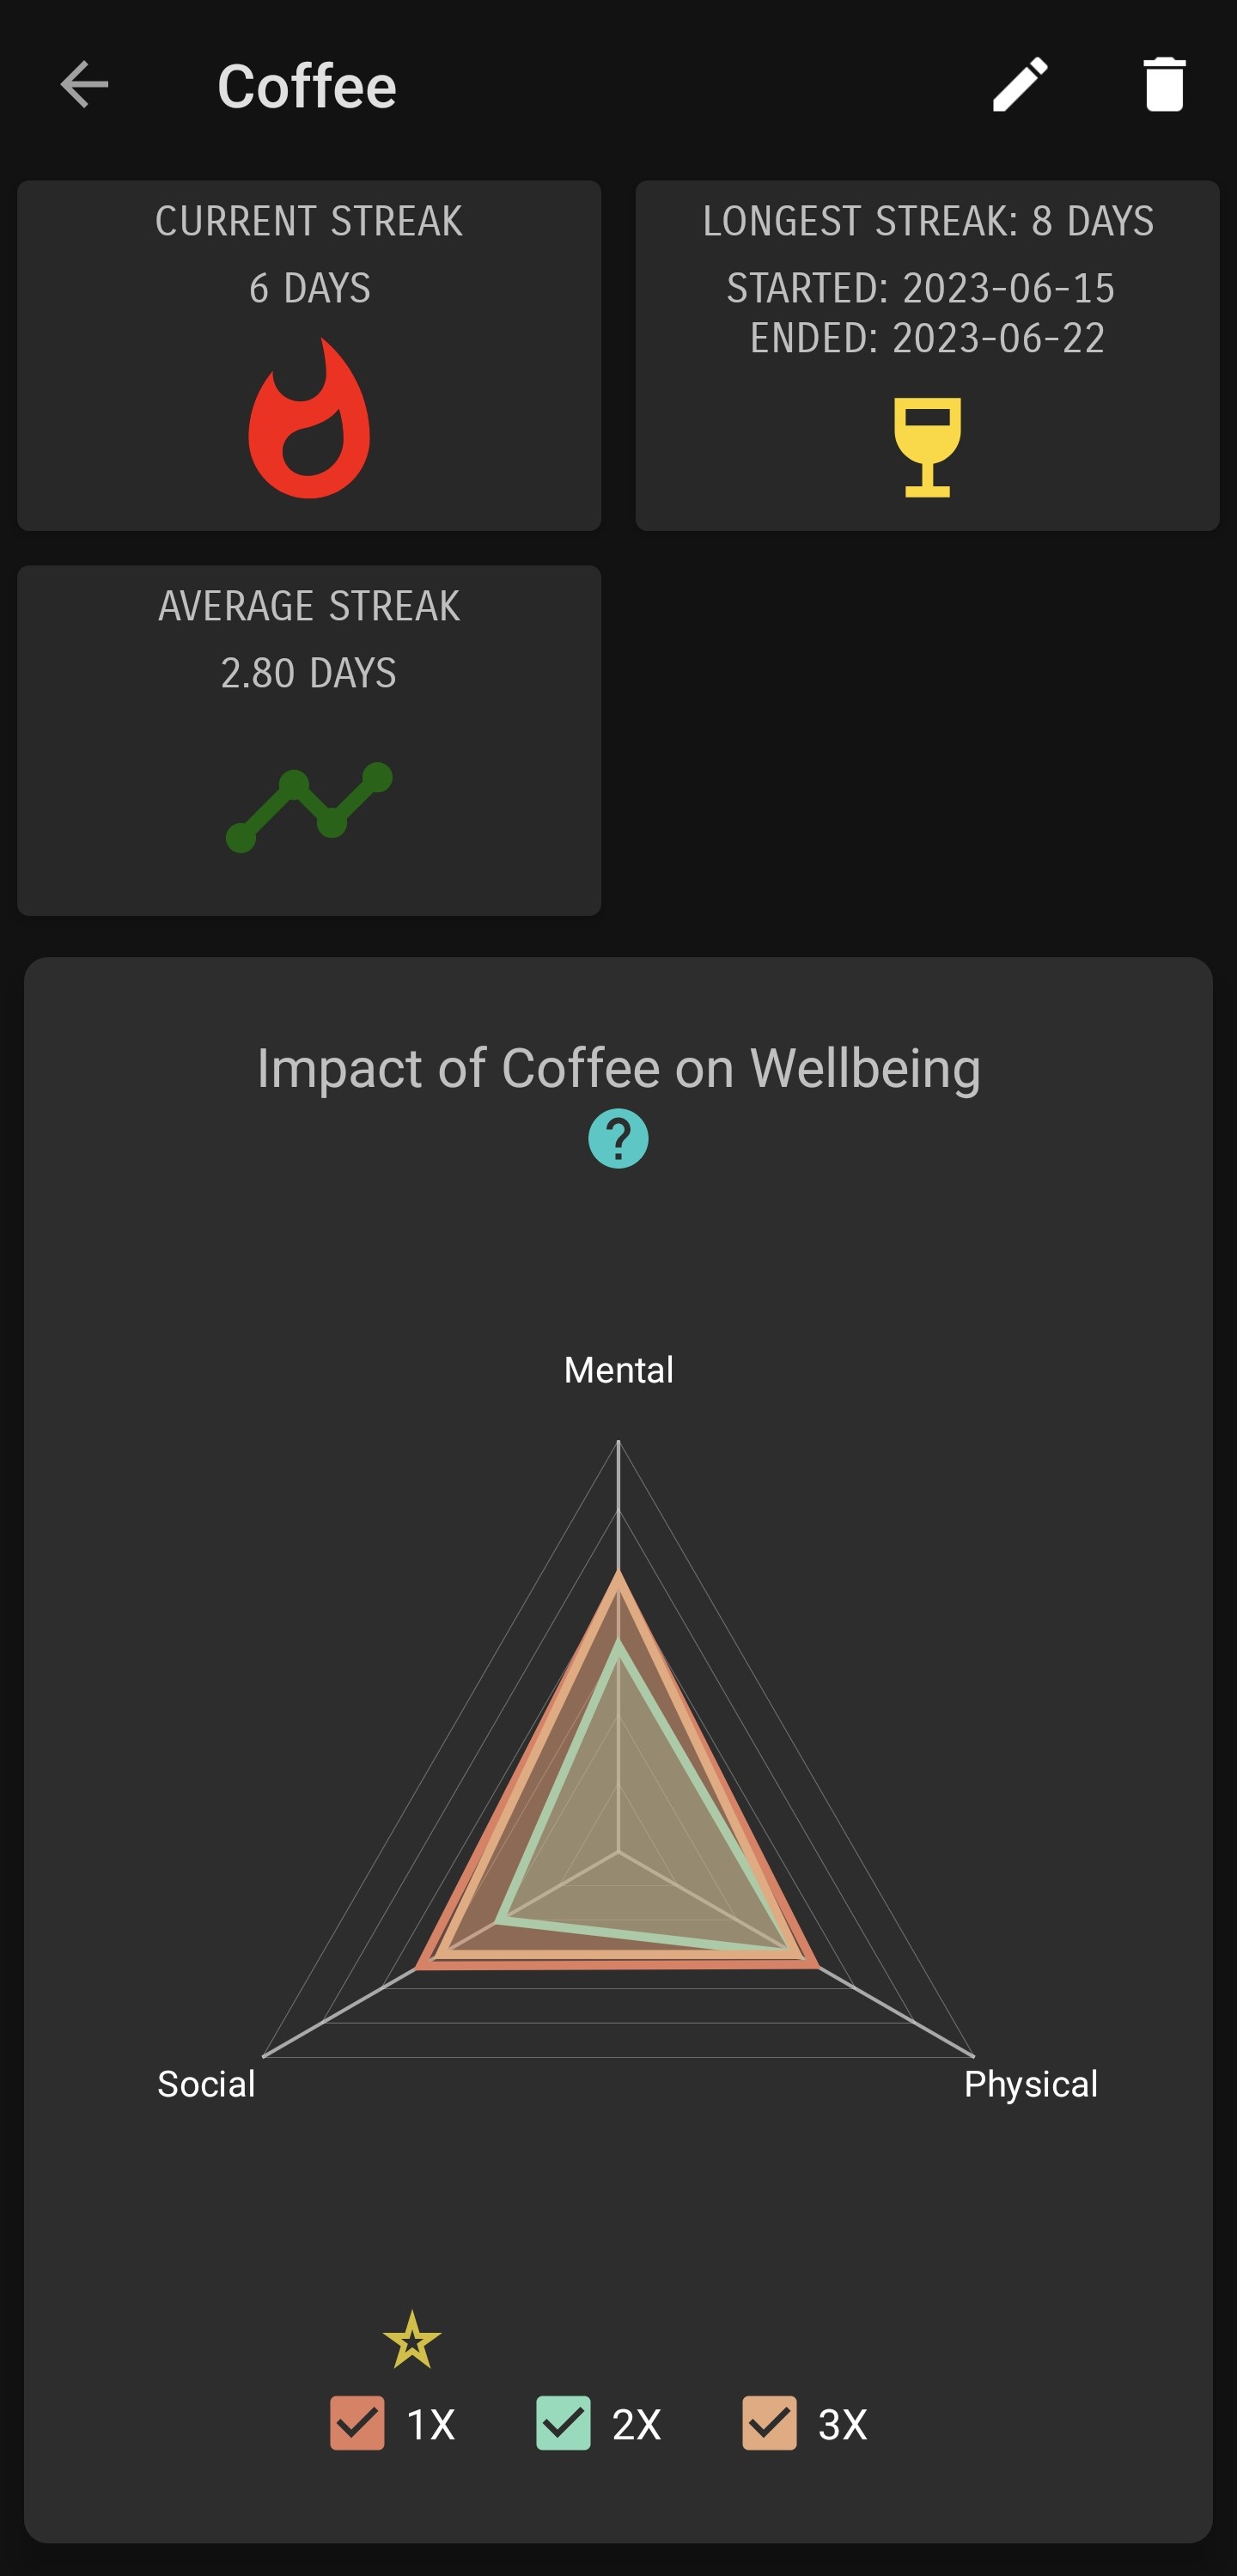 Coffee
CURRENT STREAK
6 DAYS
LONGEST STREAK: 8 DAYS
STARTED: 2023-06-15
ENDED: 2023-06-22
AVERAGE STREAK
2.80 DAYS
Impact of Coffee on Wellbeing
?
Mental
Social
Physical
1X
2X
3X